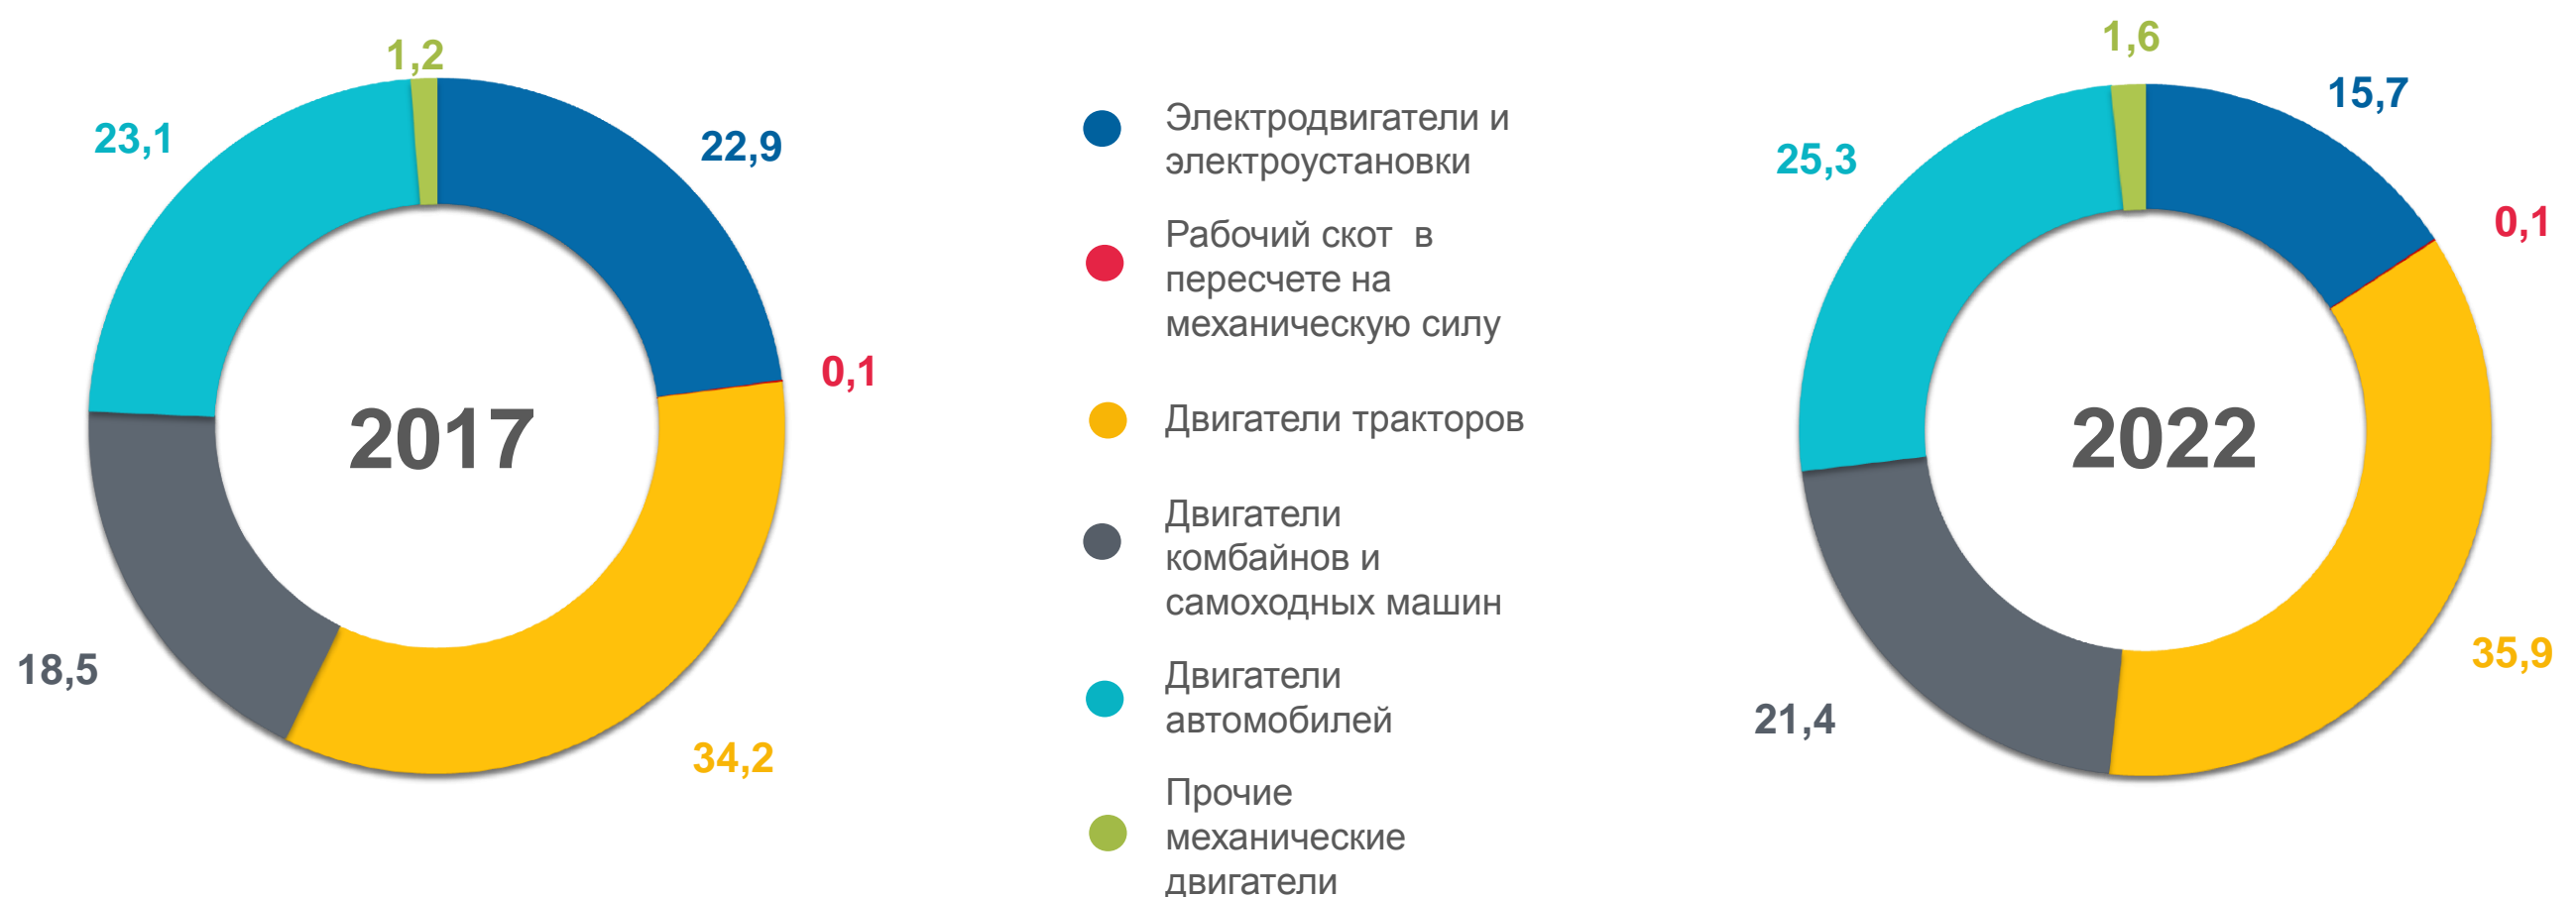 1,2
23,1
22,9
0,1
2017
18,5
34,2
Электродвигатели и
электроустановки
Рабочий скот в
пересчете на
механическую силу
Двигатели тракторов
Двигатели
комбайнов и
самоходных машин
Двигатели
автомобилей
Прочие
механические
двигатели
1,6
15,7
25,3
0,1
2022
35,9
21,4